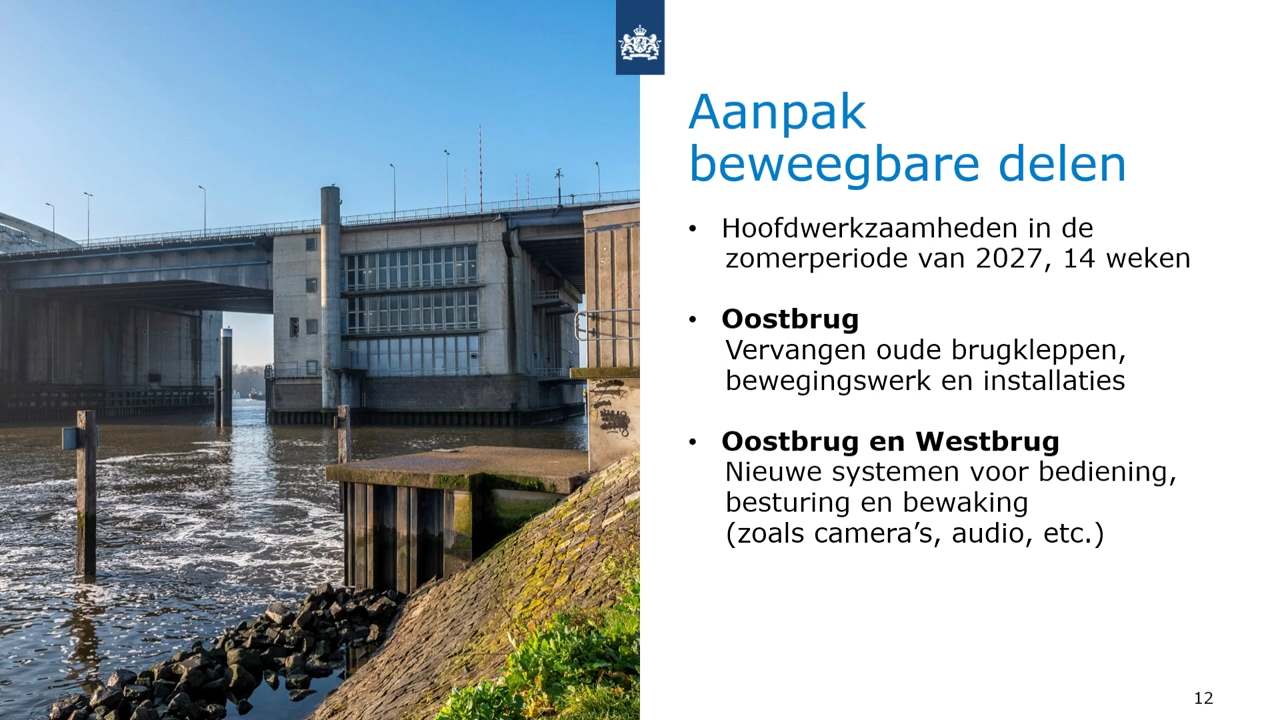 Aanpak
beweegbare delen
• Hoofdwerkzaamheden in de
zomerperiode van 2027, 14 weken
• Oostbrug
Vervangen oude brugkleppen,
bewegingswerk en installaties
• Oostbrug en Westbrug
Nieuwe systemen voor bediening,
besturing en bewaking
(zoals camera’s, audio, etc.)
12